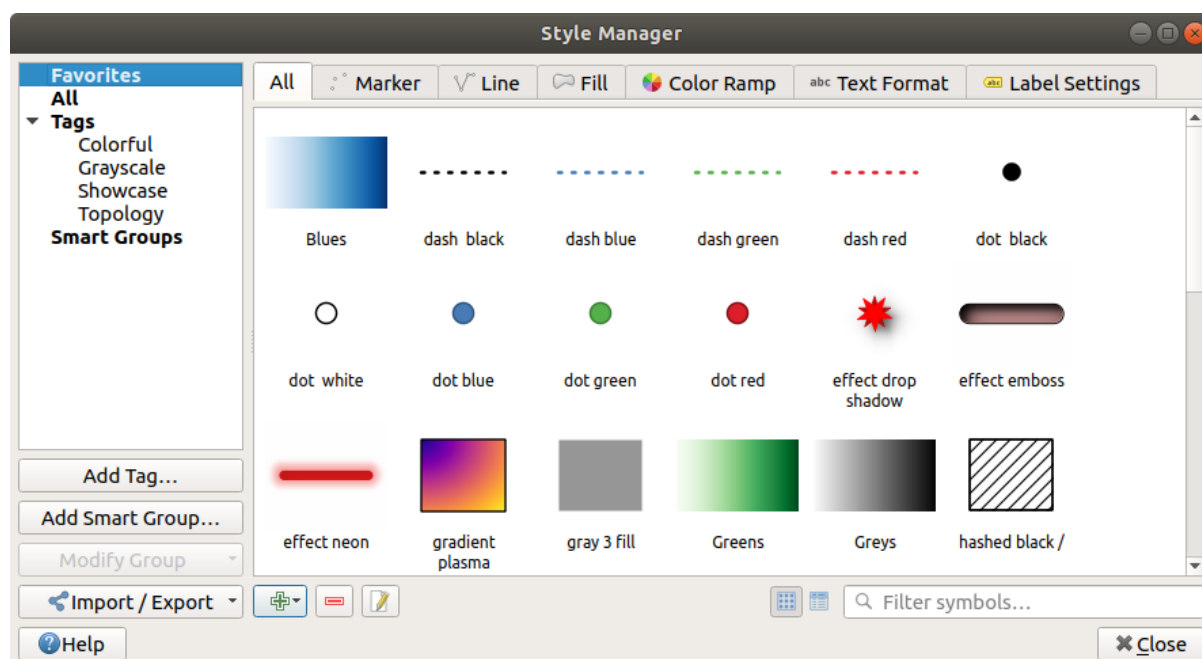 Style Manager
Favorites
All
Tags
Colorful
Grayscale
Showcase
Topology
Smart Groups
All
Marker
Line
Fill
Color Ramp
abc Text Format
abc Label Settings
Blues
dash black
dash blue
dash green
dash red
dot black
dot white
dot blue
dot green
dot red
effect drop
shadow
effect emboss
effect neon
gradient
plasma
gray 3 fill
Greens
Greys
hashed black /
Add Tag...
Add Smart Group...
Modify Group
Import / Export
Filter symbols...
Help
Close